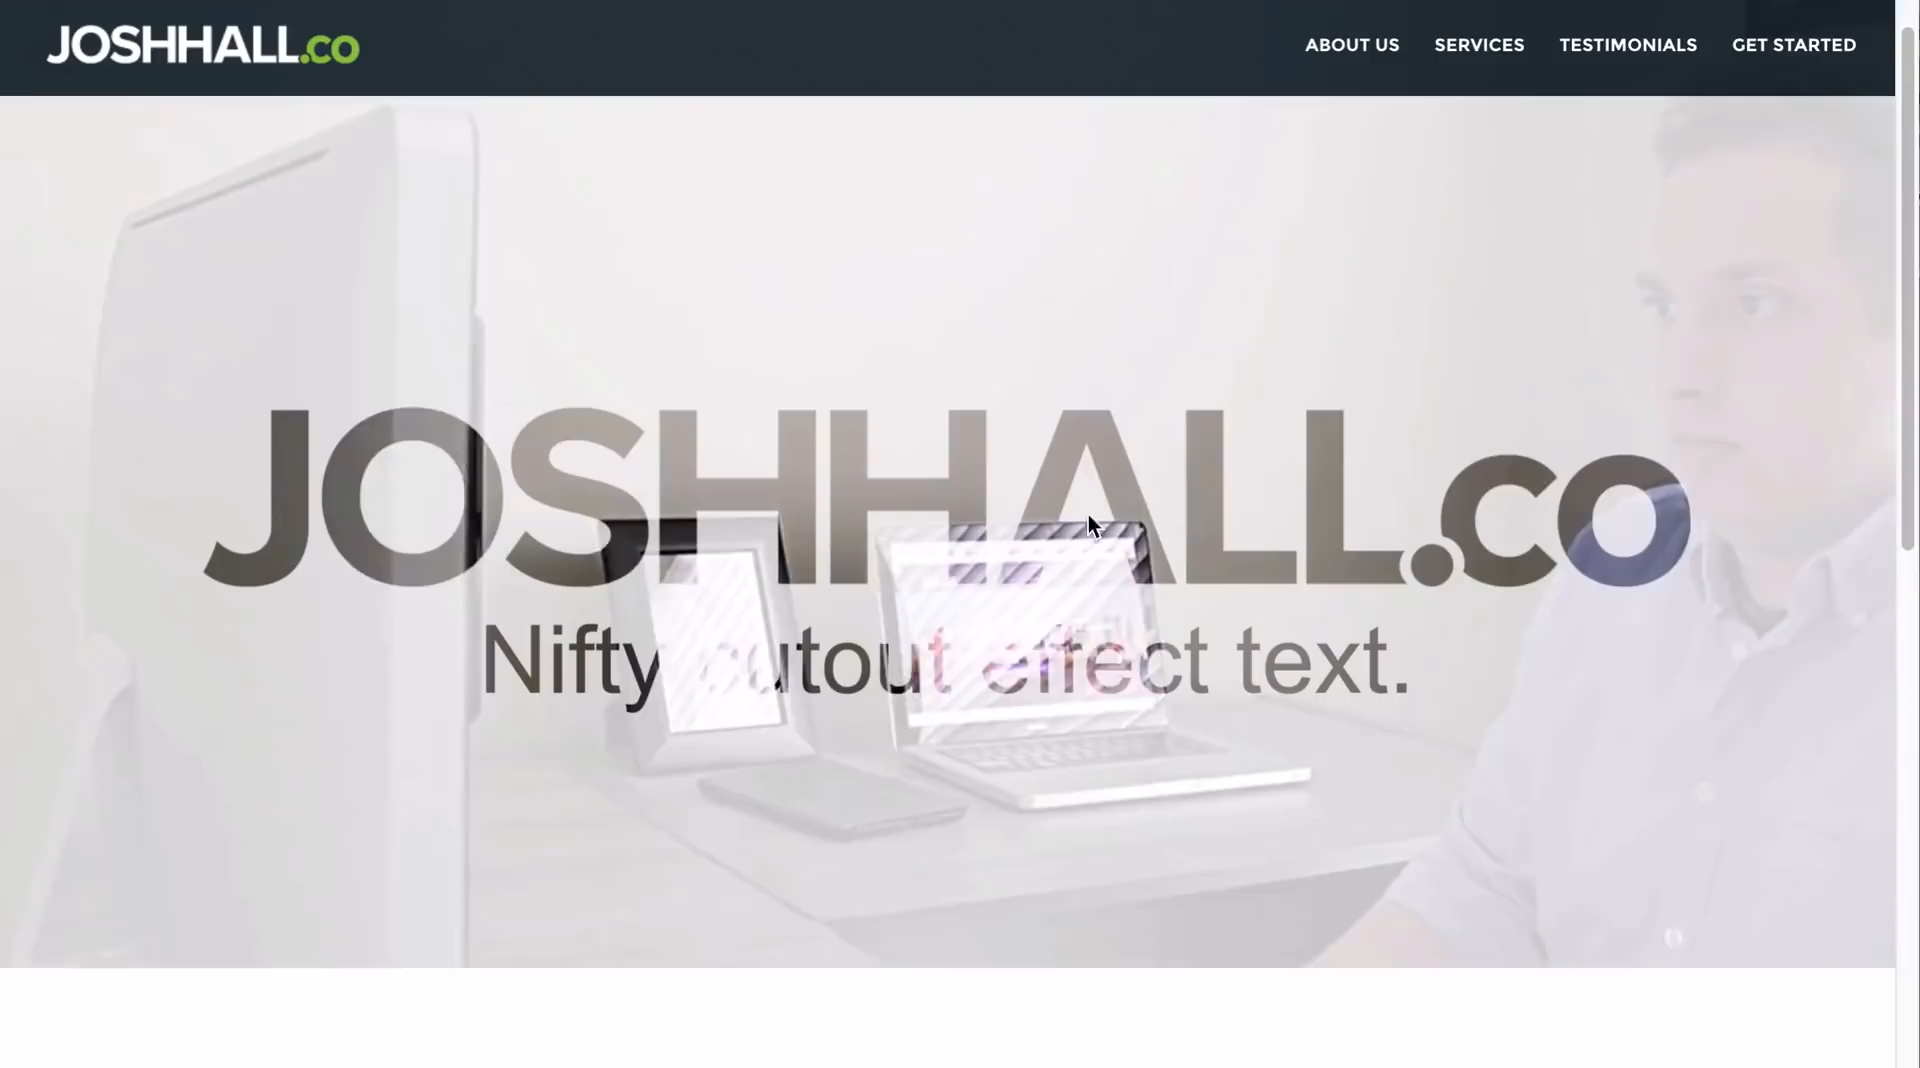 JOSHHALL.CO
ABOUT US
SERVICES
TESTIMONIALS
GET STARTED
JOSHHALL.CO
Nifty cutout effect text.